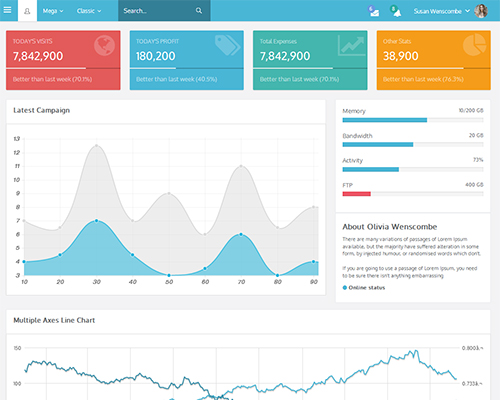 Mega Classic Search... Susan Wenscombe
TODAY'S VISITS
7,842,900
Better than last week (70.1%)
TODAY'S PROFIT
180,200
Better than last week (40.5%)
Total Expenses
7,842,900
Better than last week (70.1%)
Other Stats
38,900
Better than last week (76.3%)
Latest Campaign
13
12
11
10
9
8
7
6
5
4
3
10 20 30 40 50 60 70 80 90
Memory 10/200 GB
Bandwidth 20 GB
Activity 73%
FTP 400 GB
About Olivia Wenscombe
There are many variations of passages of Lorem Ipsum
available, but the majority have suffered alteration in some
form, by injected humour, or randomised words which don't.
If you are going to use a passage of Lorem Ipsum, you need
to be sure there isn't anything embarrassing
Online status
Multiple Axes Line Chart
150
100
0.800
0.733